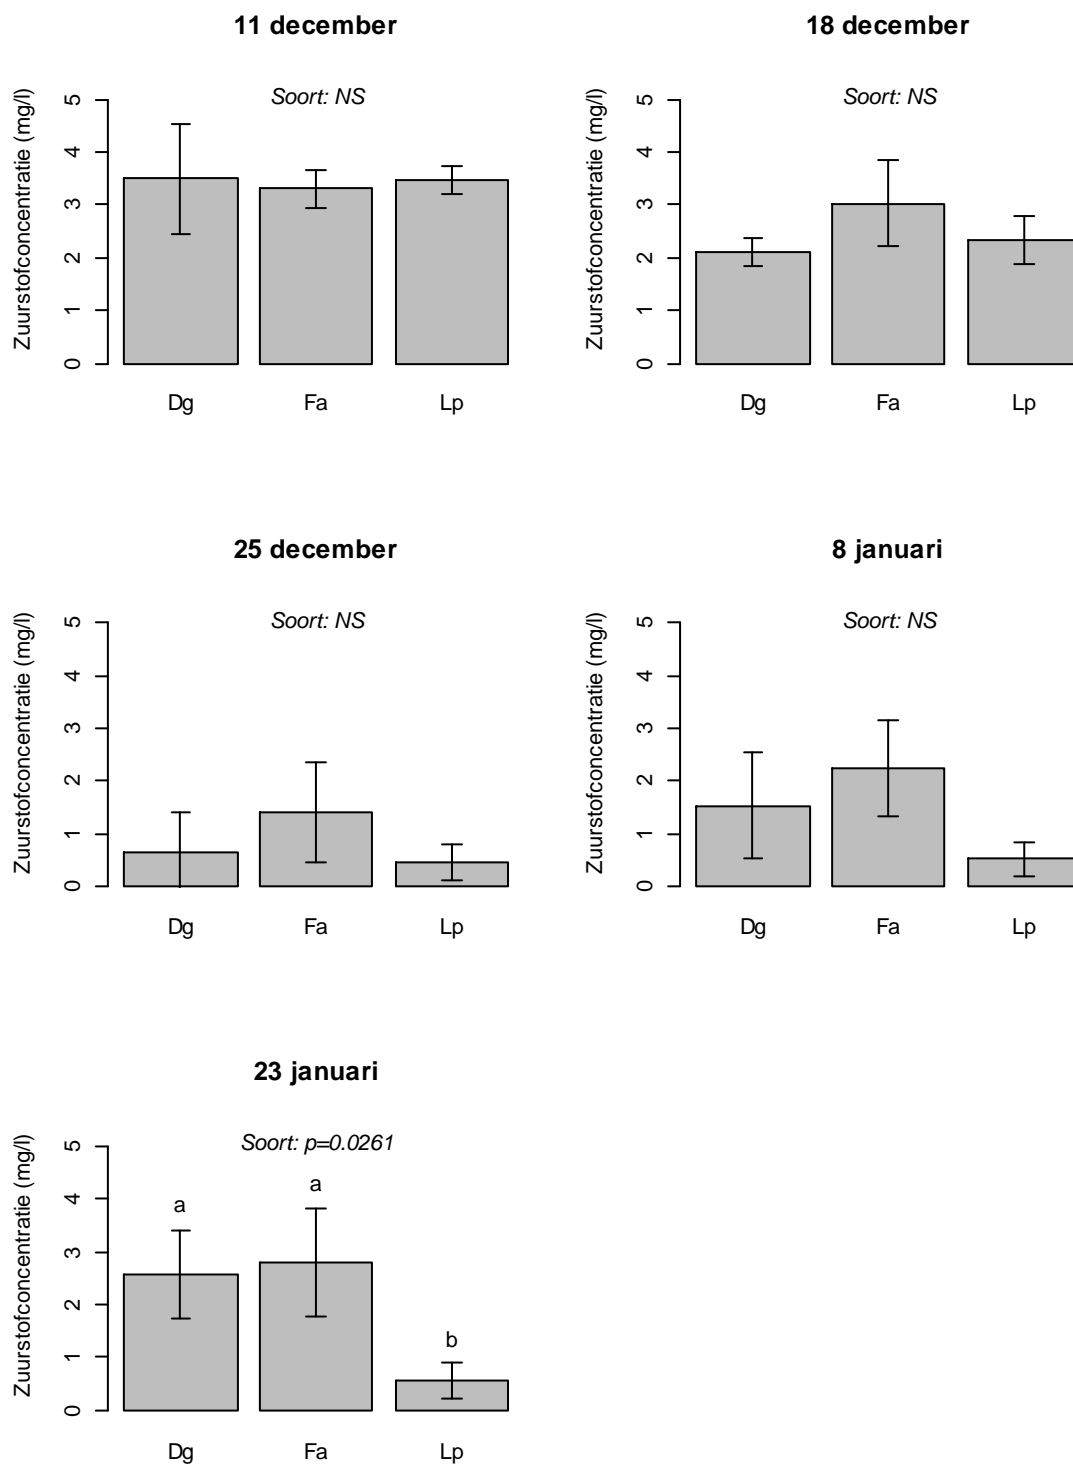 11 december
Soort: NS
Zuurstofconcentratie (mg/l)
5
4
3
2
1
0
Dg Fa Lp
18 december
Soort: NS
Zuurstofconcentratie (mg/l)
5
4
3
2
1
0
Dg Fa Lp
25 december
Soort: NS
Zuurstofconcentratie (mg/l)
5
4
3
2
1
0
Dg Fa Lp
8 januari
Soort: NS
Zuurstofconcentratie (mg/l)
5
4
3
2
1
0
Dg Fa Lp
23 januari
Soort: p=0.0261
Zuurstofconcentratie (mg/l)
5
4
3
2
1
0
a a b
Dg Fa Lp